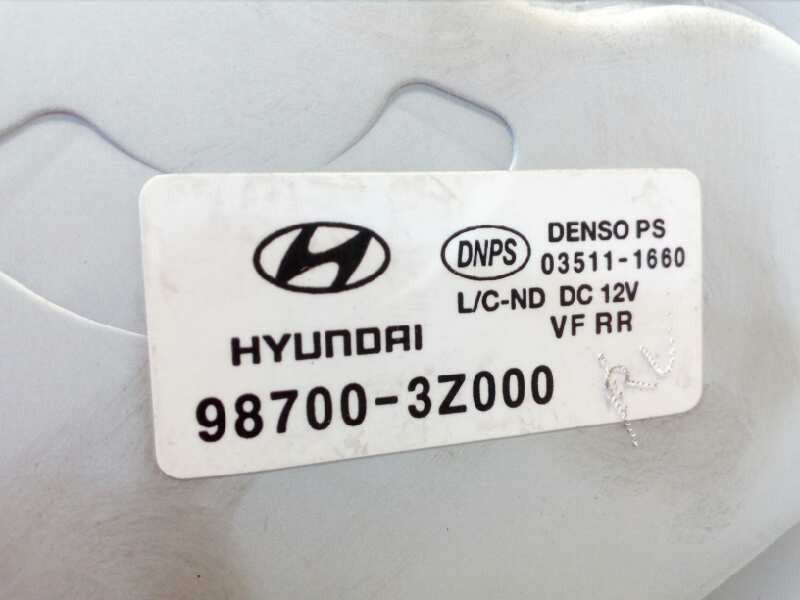 HYUNDAI
98700-3Z000
DNPS
DENSO PS
03511-1660
L/C-ND DC 12V
VF RR